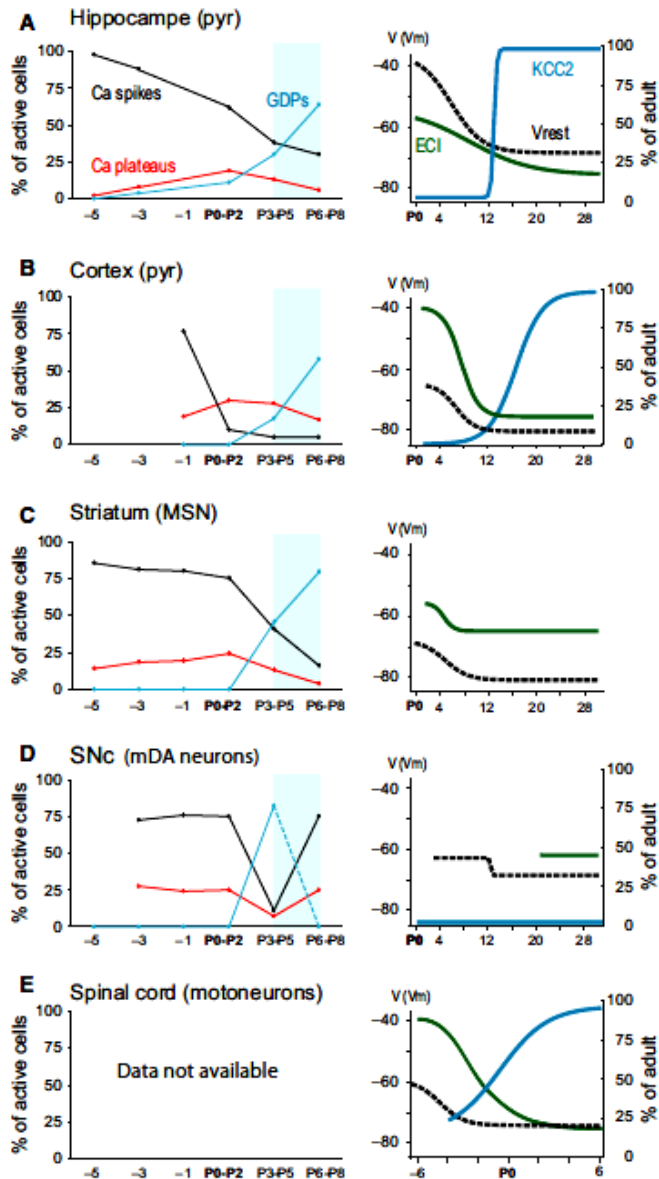 A Hippocampe (pyr)
% of active cells
100
75
50
25
0
Ca spikes
GDPs
Ca plateaus
–5 –3 –1 P0-P2 P3-P5 P6-P8
V (Vm)
–40
–60
–80
KCC2
Vrest
ECl
100
75
50
25
0
% of adult
P0 4 12 20 28
B Cortex (pyr)
% of active cells
100
75
50
25
0
–5 –3 –1 P0-P2 P3-P5 P6-P8
V (Vm)
–40
–60
–80
100
75
50
25
0
% of adult
P0 4 12 20 28
C Striatum (MSN)
% of active cells
100
75
50
25
0
–5 –3 –1 P0-P2 P3-P5 P6-P8
V (Vm)
–40
–60
–80
P0 4 12 20 28
D SNc (mDA neurons)
% of active cells
100
75
50
25
0
–5 –3 –1 P0-P2 P3-P5 P6-P8
V (Vm)
–40
–60
–80
100
75
50
25
0
% of adult
P0 4 12 20 28
E Spinal cord (motoneurons)
% of active cells
100
75
50
25
0
Data not available
–5 –3 –1 P0-P2 P3-P5 P6-P8
V (Vm)
–40
–60
–80
100
75
50
25
0
% of adult
–6 P0 6